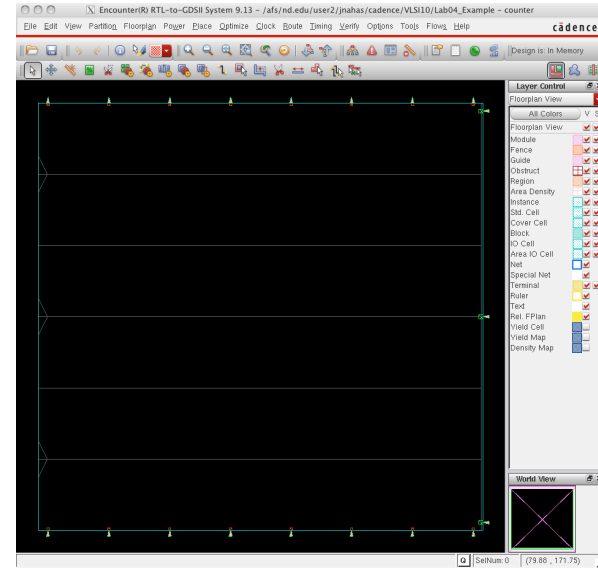 Encounter(R) RTL-to-GDSII System 9.13 - /afs/nd.edu/user2/jnahas/cadence/VLSI10/Lab04_Example - counter
File Edit View Partition Floorplan Power Place Optimize Clock Route Timing Verify Options Tools Flows Help
cādence
Design is: In Memory
Layer Control
Floorplan View
All Colors V S
Floorplan View
Module
Fence
Guide
Obstruct
Region
Area Density
Instance
Std. Cell
Cover Cell
Block
IO Cell
Area IO Cell
Net
Special Net
Terminal
Ruler
Text
Rel. FPlan
Yield Cell
Yield Map
Density Map
World View
Q SelNum: 0 (79.88 , 171.75)